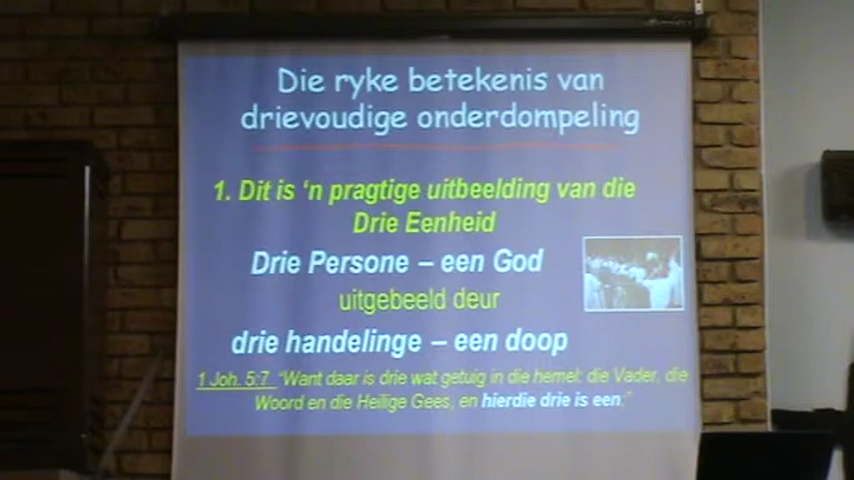 Die ryke betekenis van
drievoudige onderdompeling
1. Dit is 'n pragtige uitbeelding van die
Drie Eenheid
Drie Persone – een God
uitgebeeld deur
drie handelinge – een doop
1 Joh. 5:7 "Want daar is drie wat getuig in die hemel: die Vader, die
Woord en die Heilige Gees, en hierdie drie is een."